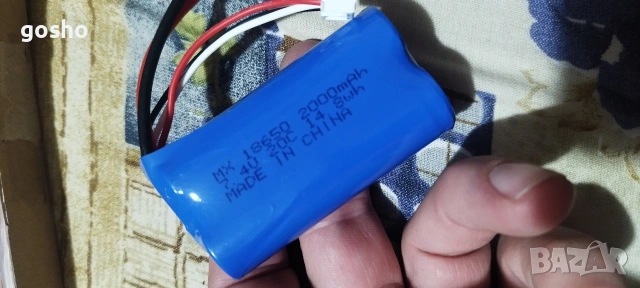 gosho
MX 18650 2000mAh
7.4V 20C 14.8wh
MADE IN CHINA
BAZAR